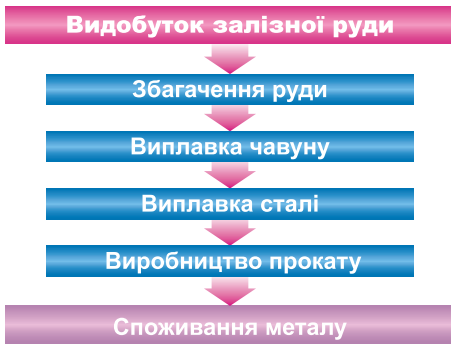 Видобуток залізної руди
Збагачення руди
Виплавка чавуну
Виплавка сталі
Виробництво прокату
Споживання металу